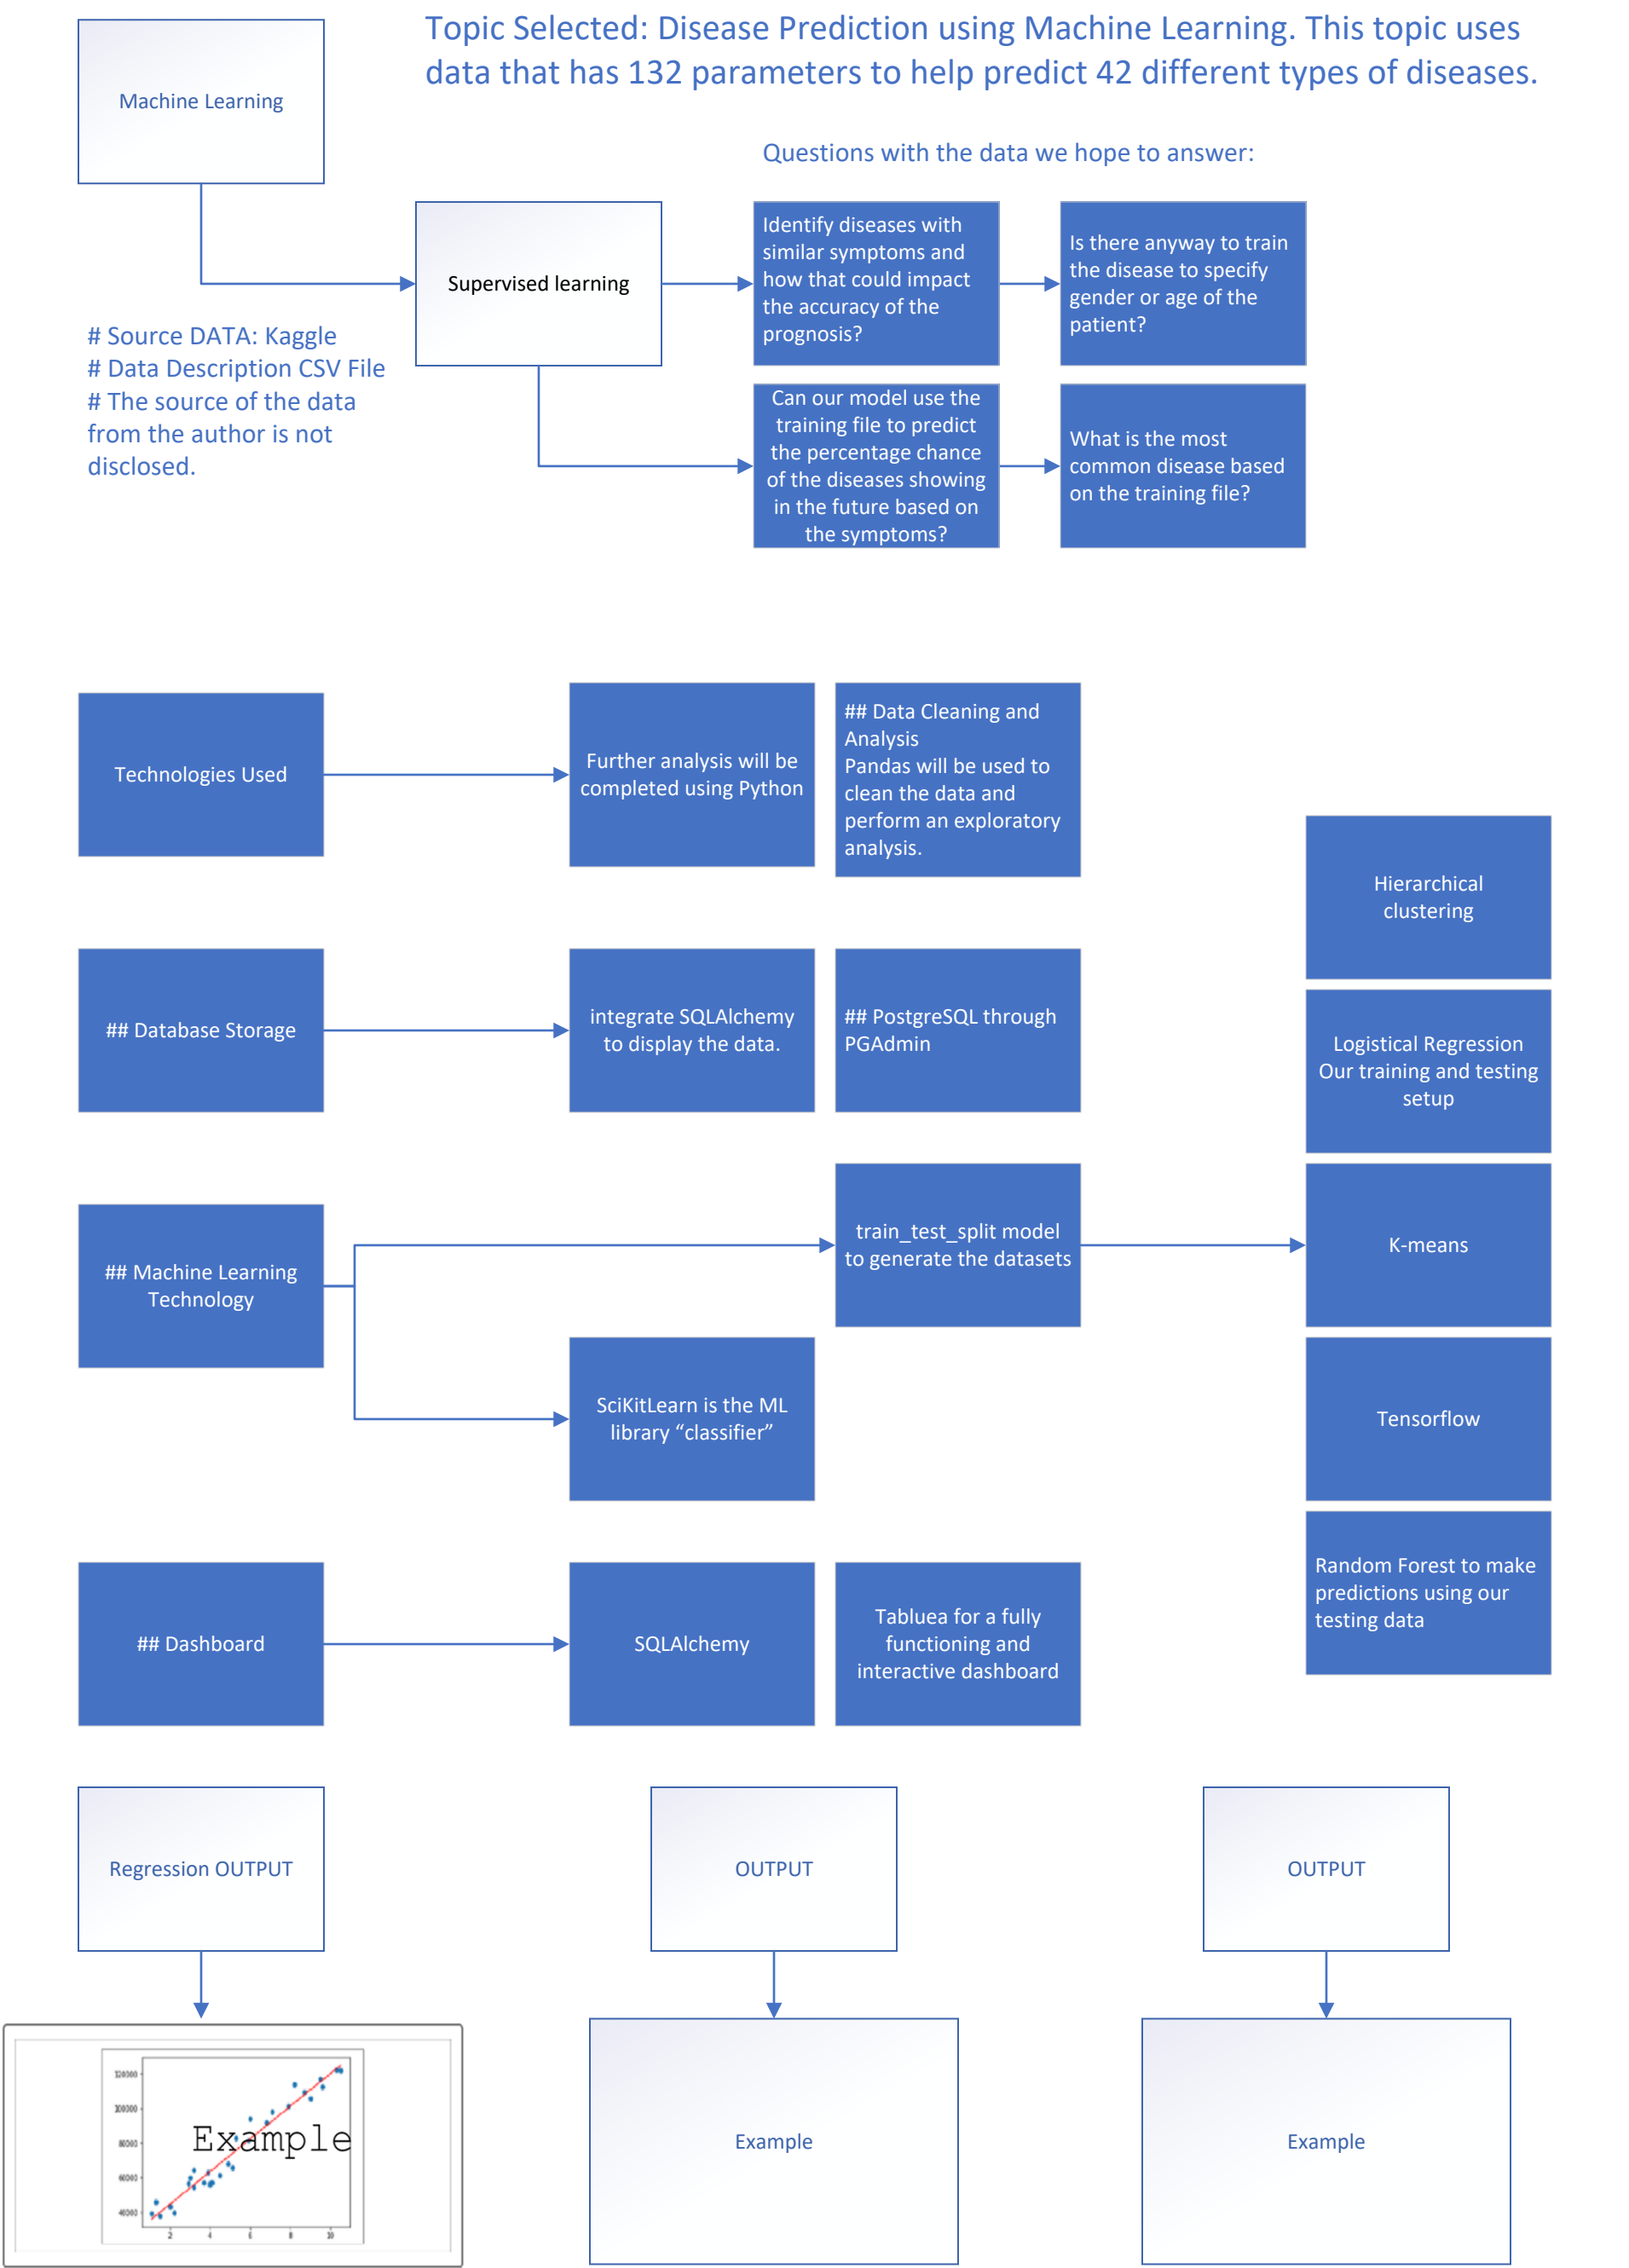 Topic Selected: Disease Prediction using Machine Learning. This topic uses
data that has 132 parameters to help predict 42 different types of diseases.
Machine Learning
Questions with the data we hope to answer:
Supervised learning
Identify diseases with
similar symptoms and
how that could impact
the accuracy of the
prognosis?
Is there anyway to train
the disease to specify
gender or age of the
patient?
# Source DATA: Kaggle
# Data Description CSV File
# The source of the data
from the author is not
disclosed.
Can our model use the
training file to predict
the percentage chance
of the diseases showing
in the future based on
the symptoms?
What is the most
common disease based
on the training file?
Technologies Used
Further analysis will be
completed using Python
## Data Cleaning and
Analysis
Pandas will be used to
clean the data and
perform an exploratory
analysis.
Hierarchical
clustering
## Database Storage
integrate SQLAlchemy
to display the data.
## PostgreSQL through
PGAdmin
Logistical Regression
Our training and testing
setup
## Machine Learning
Technology
train_test_split model
to generate the datasets
K-means
SciKitLearn is the ML
library “classifier”
Tensorflow
Random Forest to make
predictions using our
testing data
## Dashboard
SQLAlchemy
Tabluea for a fully
functioning and
interactive dashboard
Regression OUTPUT
OUTPUT
OUTPUT
120000
100000
80000
60000
40000
2 4 6 8 10
Example
Example
Example